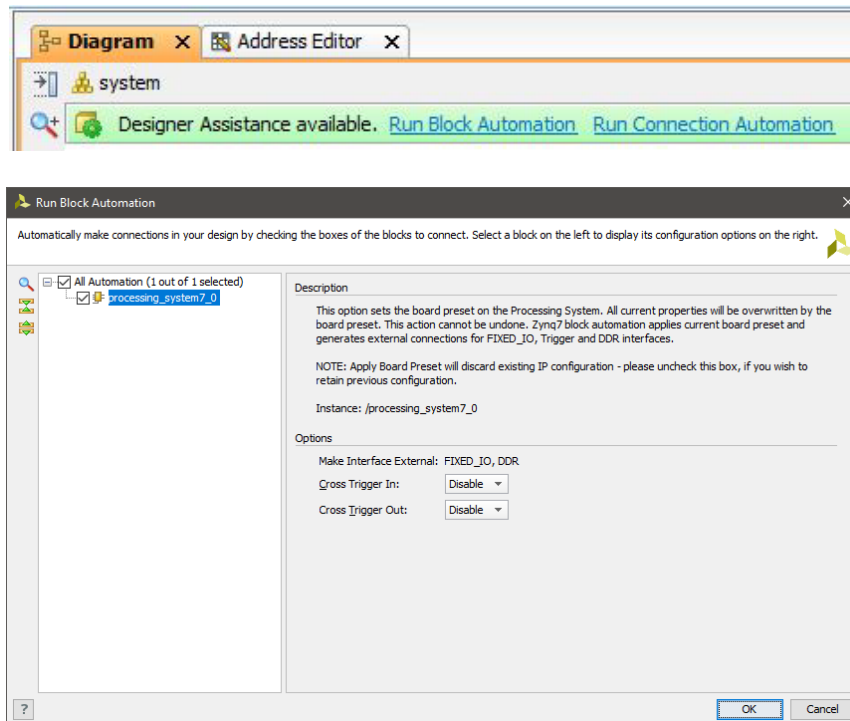 Diagram X Address Editor X
system
Designer Assistance available. Run Block Automation Run Connection Automation
Run Block Automation
Automatically make connections in your design by checking the boxes of the blocks to connect. Select a block on the left to display its configuration options on the right.
All Automation (1 out of 1 selected)
processing_system7_0
Description
This option sets the board preset on the Processing System. All current properties will be overwritten by the
board preset. This action cannot be undone. Zynq7 block automation applies current board preset and
generates external connections for FIXED_IO, Trigger and DDR interfaces.
NOTE: Apply Board Preset will discard existing IP configuration - please uncheck this box, if you wish to
retain previous configuration.
Instance: /processing_system7_0
Options
Make Interface External: FIXED_IO, DDR
Cross Trigger In: Disable
Cross Trigger Out: Disable
? OK Cancel